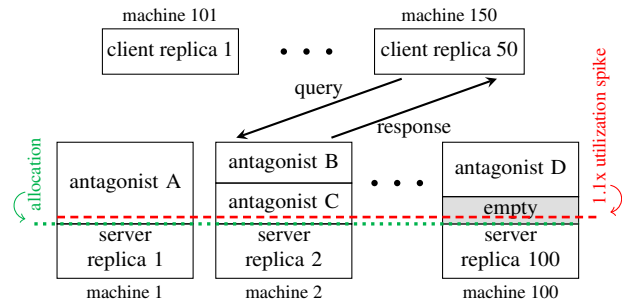 machine 101
machine 150
client replica 1
• • •
client replica 50
query
response
allocation
1.1x utilization spike
antagonist A
antagonist B
antagonist C
• • •
antagonist D
empty
server
replica 1
server
replica 2
server
replica 100
machine 1
machine 2
machine 100